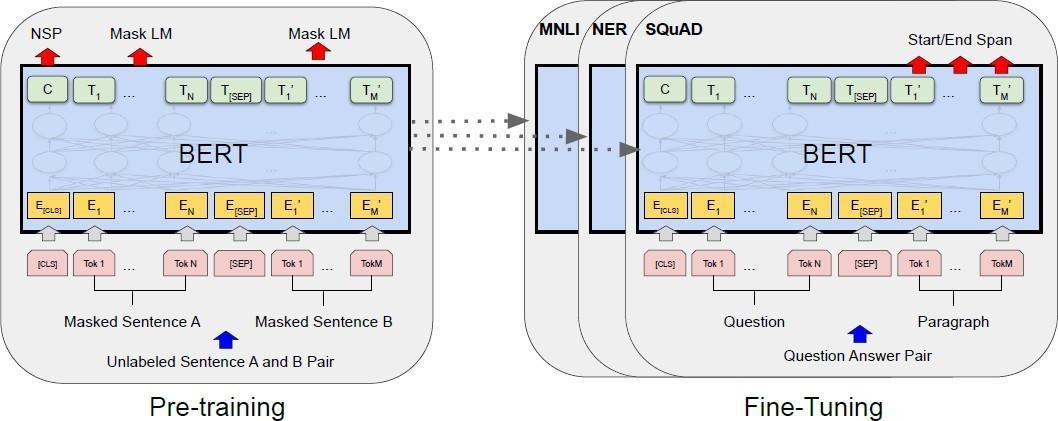 NSP Mask LM Mask LM
C T1 ... TN T[SEP] T1' ... TM'
...
BERT
...
E[CLS] E1 ... EN E[SEP] E1' ... EM'
[CLS] Tok 1 ... Tok N [SEP] Tok 1 ... TokM
Masked Sentence A Masked Sentence B
Unlabeled Sentence A and B Pair
Pre-training
MNLI NER SQuAD
Start/End Span
C T1 ... TN T[SEP] T1' ... TM'
...
BERT
...
E[CLS] E1 ... EN E[SEP] E1' ... EM'
[CLS] Tok 1 ... Tok N [SEP] Tok 1 ... TokM
Question Paragraph
Question Answer Pair
Fine-Tuning